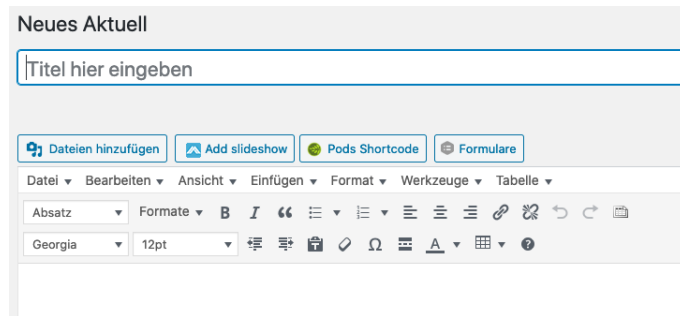 Neues Aktuell
Titel hier eingeben
Dateien hinzufügen Add slideshow Pods Shortcode Formulare
Datei Bearbeiten Ansicht Einfügen Format Werkzeuge Tabelle
Absatz Formate B I
Georgia 12pt Ω A